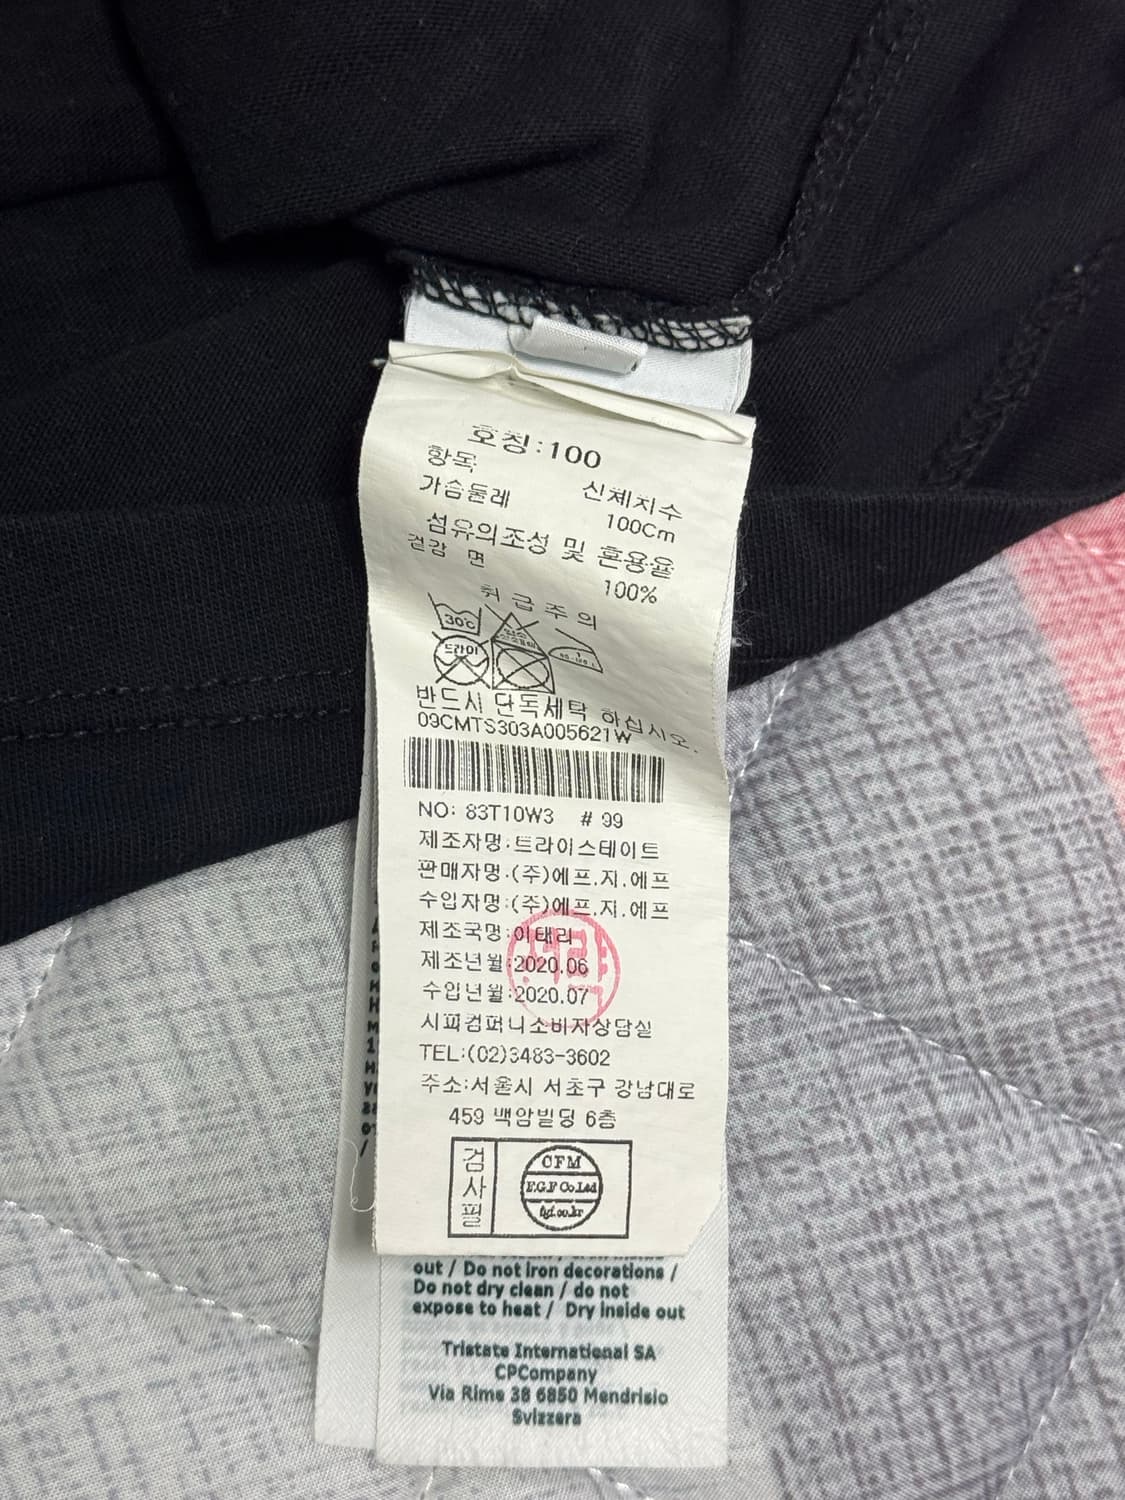 호칭:100
항목 신체치수
가슴둘레 100Cm
섬유의조성 및 혼용율
겉감 면 100%
취급주의
30℃
드라이
반드시 단독세탁 하십시오.
09CMTS303A005621W
NO: 83T10W3 # 99
제조자명:트라이스테이트
판매자명:(주)에프.지.에프
수입자명:(주)에프.지.에프
제조국명:이태리
제조년월:2020.06
수입년월:2020.07
시피컴퍼니소비자상담실
TEL:(02)3483-3602
주소:서울시 서초구 강남대로
459 백암빌딩 6층
검사필
CFM
F.G.F Co.Ltd
fgf.co.kr
out / Do not iron decorations /
Do not dry clean / do not
expose to heat / Dry inside out
Tristate International SA
CPCompany
Via Rime 38 6850 Mendrisio
Svizzera